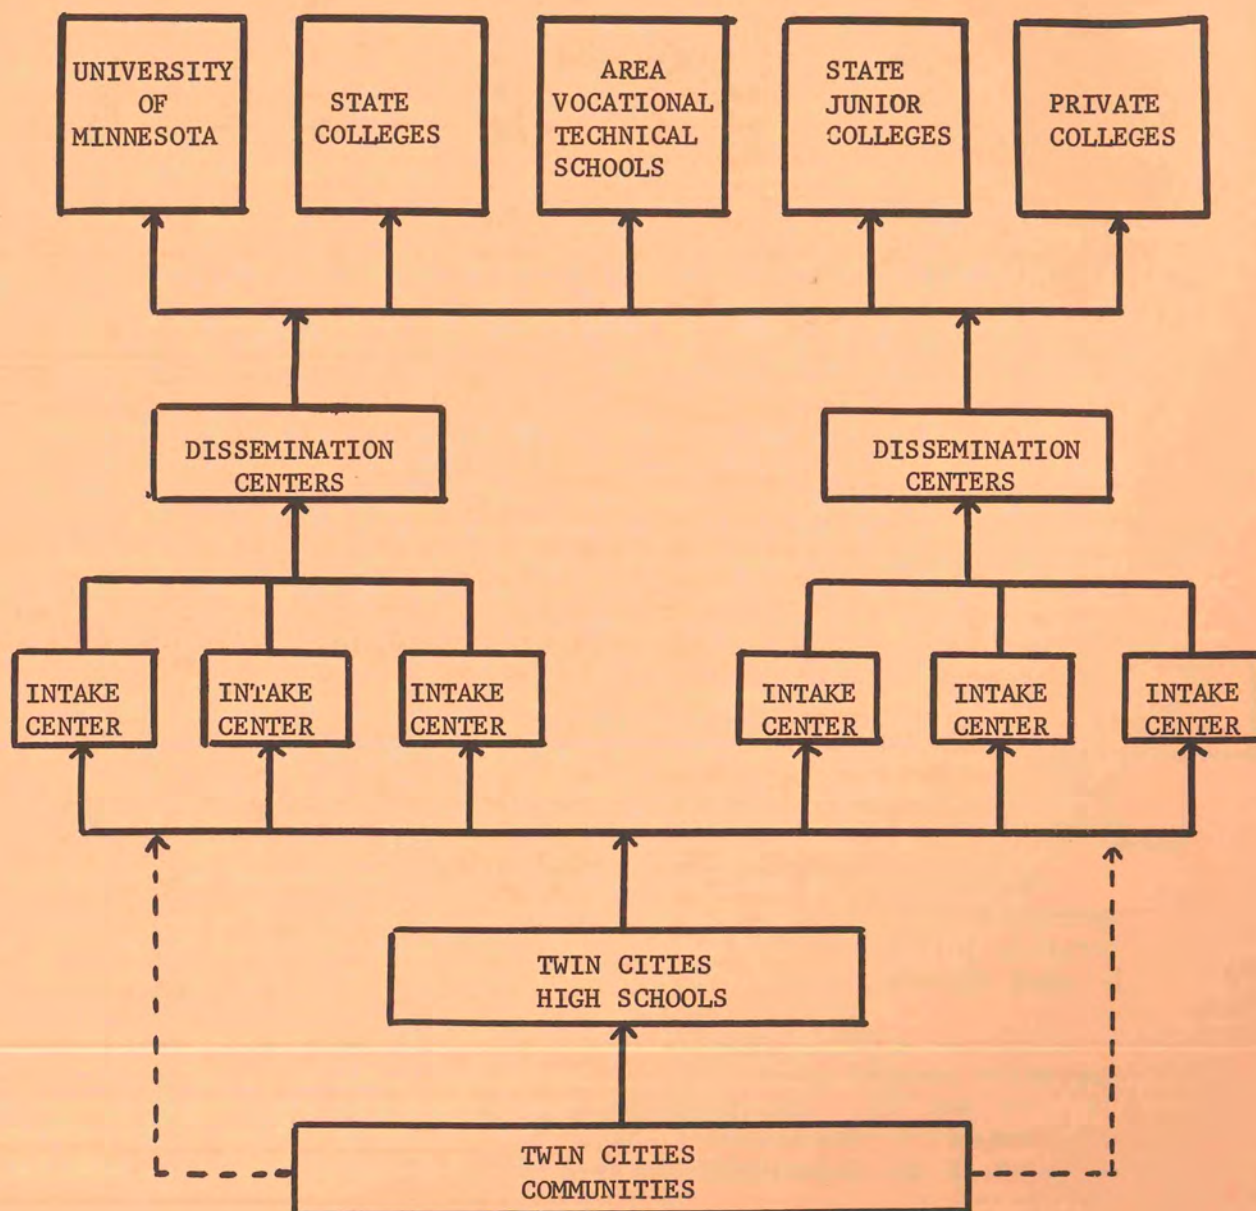 UNIVERSITY
OF
MINNESOTA
STATE
COLLEGES
AREA
VOCATIONAL
TECHNICAL
SCHOOLS
STATE
JUNIOR
COLLEGES
PRIVATE
COLLEGES
DISSEMINATION
CENTERS
DISSEMINATION
CENTERS
INTAKE
CENTER
INTAKE
CENTER
INTAKE
CENTER
INTAKE
CENTER
INTAKE
CENTER
INTAKE
CENTER
TWIN CITIES
HIGH SCHOOLS
TWIN CITIES
COMMUNITIES